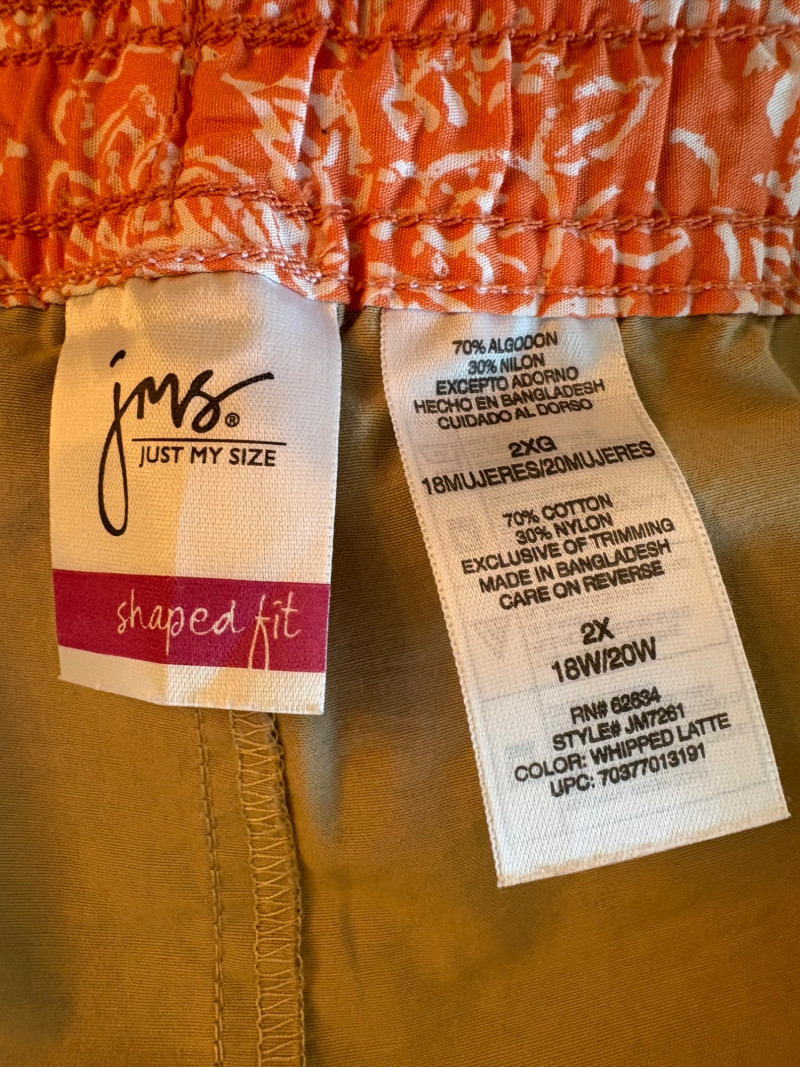 jms®
JUST MY SIZE
shaped fit
70% ALGODON
30% NILON
EXCEPTO ADORNO
HECHO EN BANGLADESH
CUIDADO AL DORSO
2XG
18MUJERES/20MUJERES
70% COTTON
30% NYLON
EXCLUSIVE OF TRIMMING
MADE IN BANGLADESH
CARE ON REVERSE
2X
18W/20W
RN# 62634
STYLE# JM7261
COLOR: WHIPPED LATTE
UPC: 70377013191